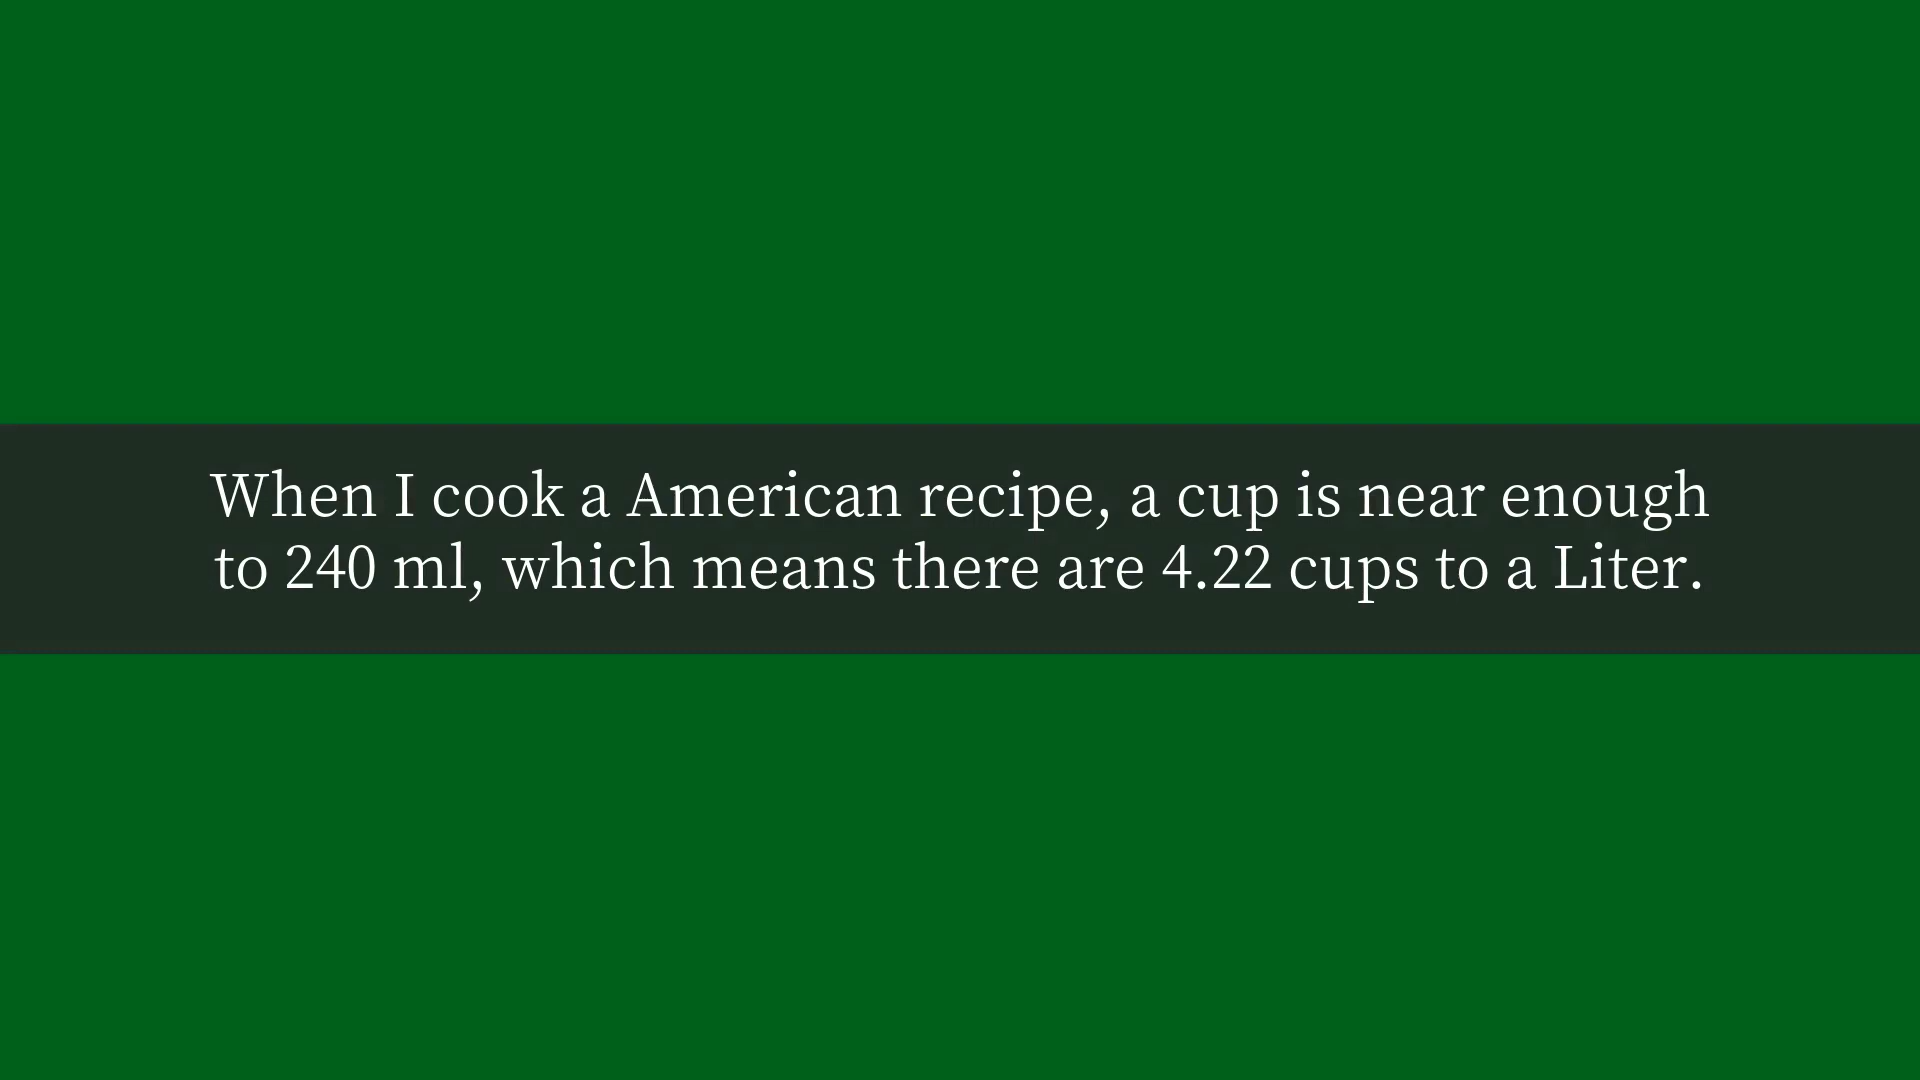 When I cook a American recipe, a cup is near enough
to 240 ml, which means there are 4.22 cups to a Liter.